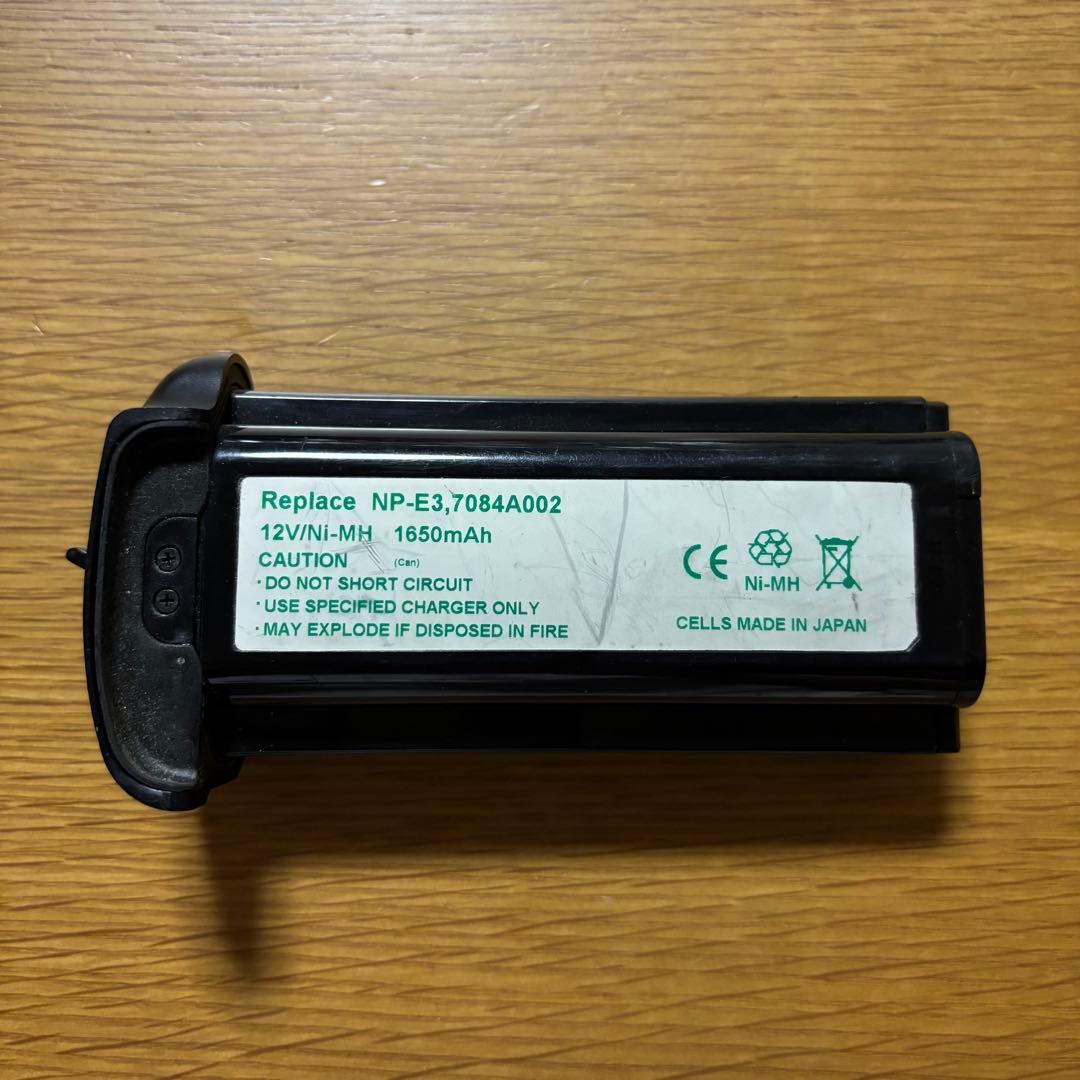 Replace NP-E3,7084A002
12V/Ni-MH 1650mAh
CAUTION (Can)
·DO NOT SHORT CIRCUIT
·USE SPECIFIED CHARGER ONLY
·MAY EXPLODE IF DISPOSED IN FIRE
CE
Ni-MH
CELLS MADE IN JAPAN